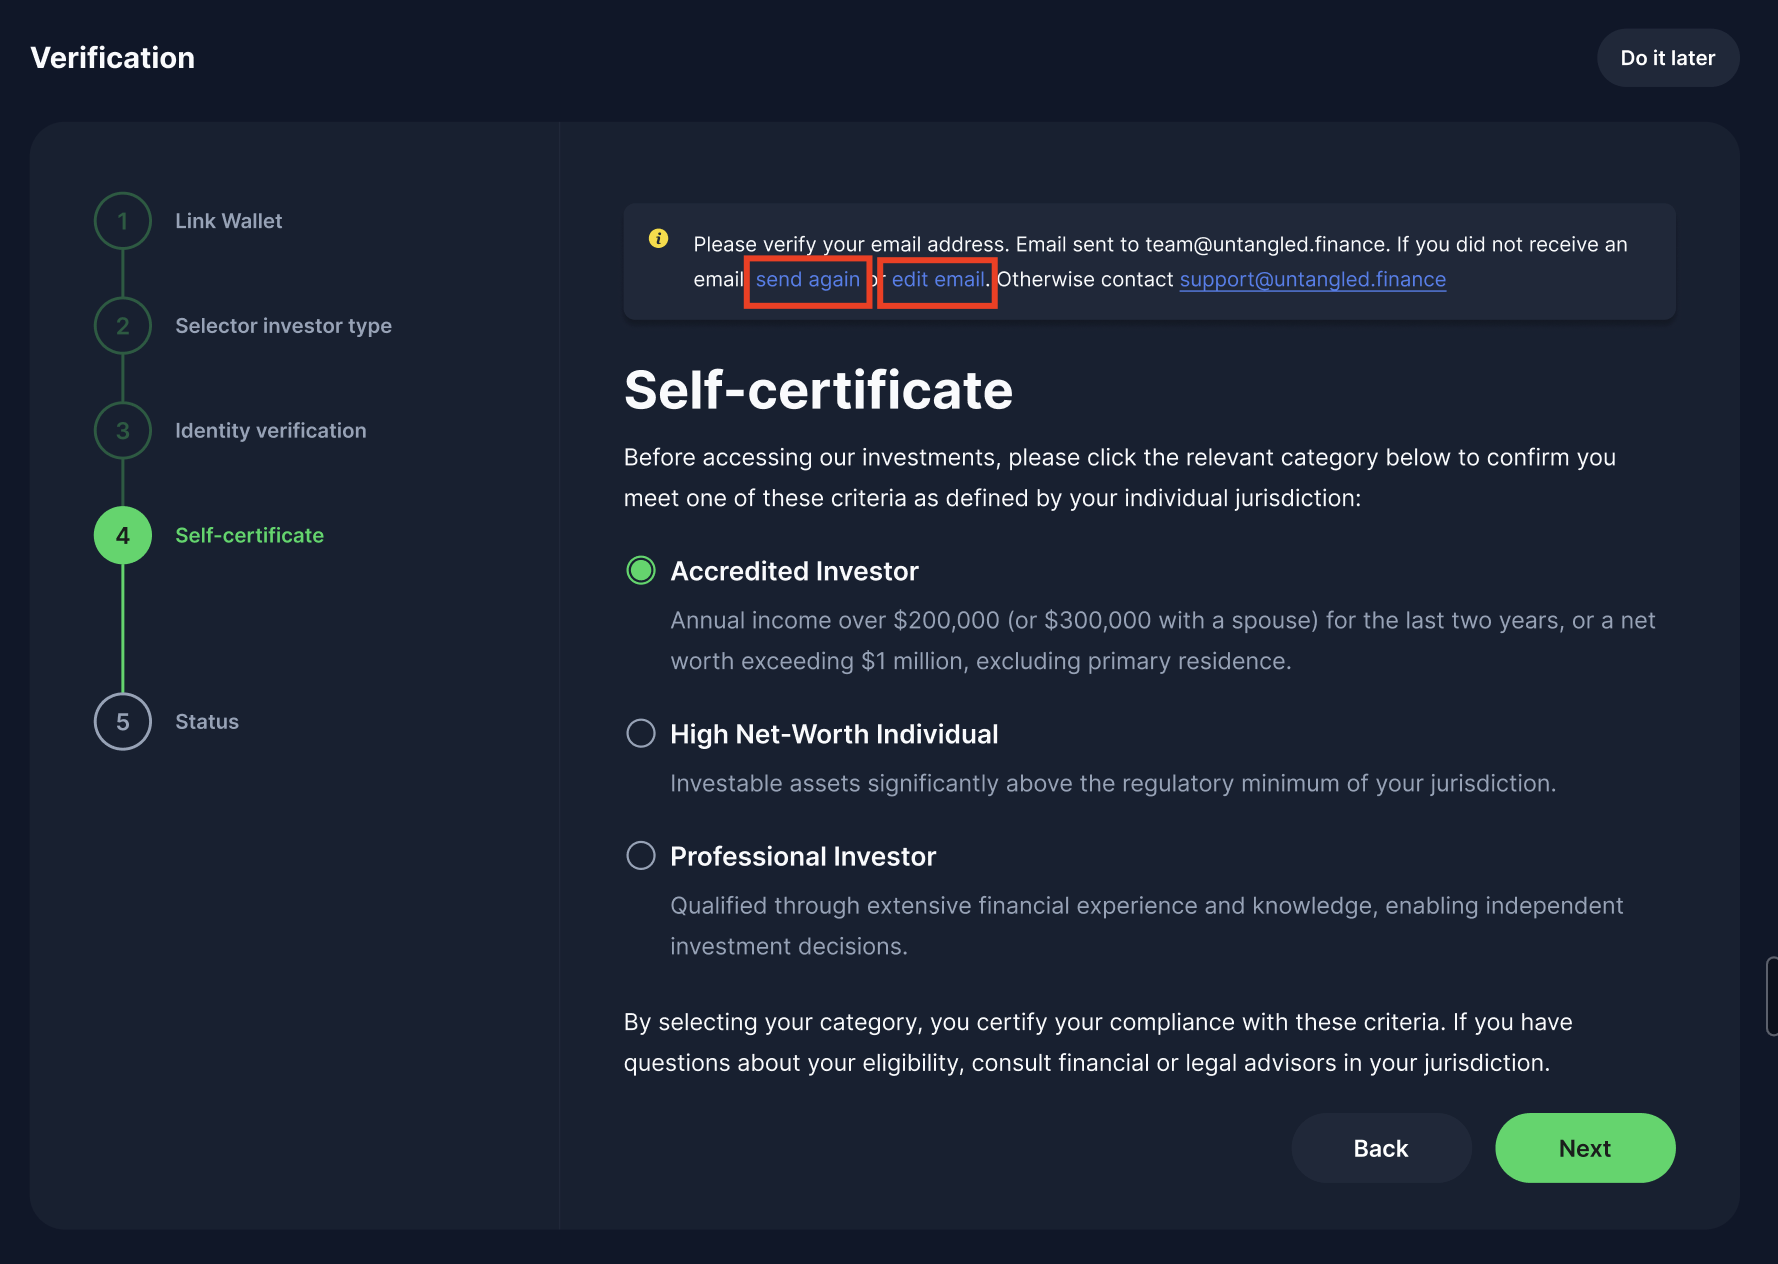 Verification
Do it later
1 Link Wallet
2 Selector investor type
3 Identity verification
4 Self-certificate
5 Status
Please verify your email address. Email sent to team@untangled.finance. If you did not receive an
email send again or edit email. Otherwise contact support@untangled.finance
Self-certificate
Before accessing our investments, please click the relevant category below to confirm you
meet one of these criteria as defined by your individual jurisdiction:
Accredited Investor
Annual income over $200,000 (or $300,000 with a spouse) for the last two years, or a net
worth exceeding $1 million, excluding primary residence.
High Net-Worth Individual
Investable assets significantly above the regulatory minimum of your jurisdiction.
Professional Investor
Qualified through extensive financial experience and knowledge, enabling independent
investment decisions.
By selecting your category, you certify your compliance with these criteria. If you have
questions about your eligibility, consult financial or legal advisors in your jurisdiction.
Back
Next